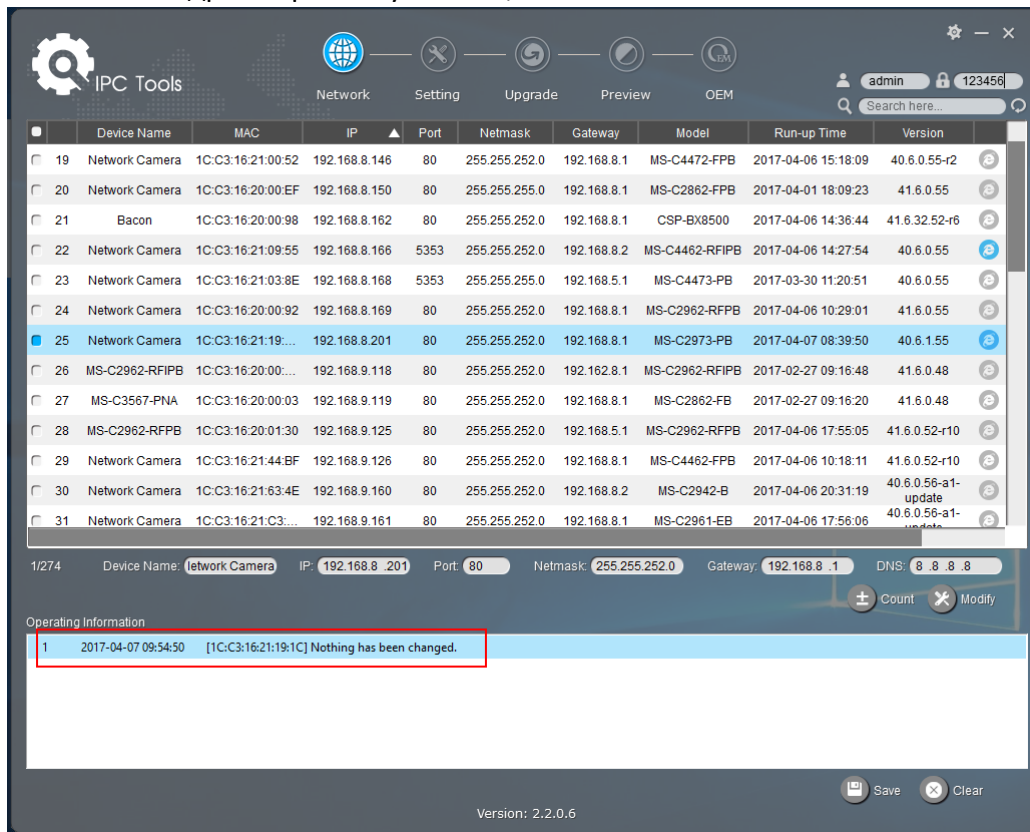 IPC Tools
Network Setting Upgrade Preview OEM
admin 123456
Search here...
Device Name MAC IP Port Netmask Gateway Model Run-up Time Version
19 Network Camera 1C:C3:16:21:00:52 192.168.8.146 80 255.255.252.0 192.168.8.1 MS-C4472-FPB 2017-04-06 15:18:09 40.6.0.55-r2
20 Network Camera 1C:C3:16:20:00:EF 192.168.8.150 80 255.255.255.0 192.168.8.1 MS-C2862-FPB 2017-04-01 18:09:23 41.6.0.55
21 Bacon 1C:C3:16:20:00:98 192.168.8.162 80 255.255.252.0 192.168.8.1 CSP-BX8500 2017-04-06 14:36:44 41.6.32.52-r6
22 Network Camera 1C:C3:16:21:09:55 192.168.8.166 5353 255.255.252.0 192.168.8.2 MS-C4462-RFIPB 2017-04-06 14:27:54 40.6.0.55
23 Network Camera 1C:C3:16:21:03:8E 192.168.8.168 5353 255.255.252.0 192.168.5.1 MS-C4473-PB 2017-03-30 11:20:51 40.6.0.55
24 Network Camera 1C:C3:16:20:00:92 192.168.8.169 80 255.255.252.0 192.168.8.1 MS-C2962-RFPB 2017-04-06 10:29:01 41.6.0.55
25 Network Camera 1C:C3:16:21:19:... 192.168.8.201 80 255.255.252.0 192.168.8.1 MS-C2973-PB 2017-04-07 08:39:50 40.6.1.55
26 MS-C2962-RFIPB 1C:C3:16:20:00:... 192.168.9.118 80 255.255.252.0 192.162.8.1 MS-C2962-RFIPB 2017-02-27 09:16:48 41.6.0.48
27 MS-C3567-PNA 1C:C3:16:20:00:03 192.168.9.119 80 255.255.252.0 192.168.8.1 MS-C2862-FB 2017-02-27 09:16:20 41.6.0.48
28 MS-C2962-RFPB 1C:C3:16:20:01:30 192.168.9.125 80 255.255.252.0 192.168.5.1 MS-C2962-RFPB 2017-04-06 17:55:05 41.6.0.52-r10
29 Network Camera 1C:C3:16:21:44:BF 192.168.9.126 80 255.255.252.0 192.168.8.1 MS-C4462-FPB 2017-04-06 10:18:11 41.6.0.52-r10
30 Network Camera 1C:C3:16:21:63:4E 192.168.9.160 80 255.255.252.0 192.168.8.2 MS-C2942-B 2017-04-06 20:31:19 40.6.0.56-a1-update
31 Network Camera 1C:C3:16:21:C3:... 192.168.9.161 80 255.255.252.0 192.168.8.1 MS-C2961-EB 2017-04-06 17:56:06 40.6.0.56-a1-update
1/274 Device Name: letwork Camera IP: 192.168.8 .201 Port: 80 Netmask: 255.255.252.0 Gateway: 192.168.8 .1 DNS: 8 .8 .8 .8
Count Modify
Operating Information
1 2017-04-07 09:54:50 [1C:C3:16:21:19:1C] Nothing has been changed.
Save Clear
Version: 2.2.0.6